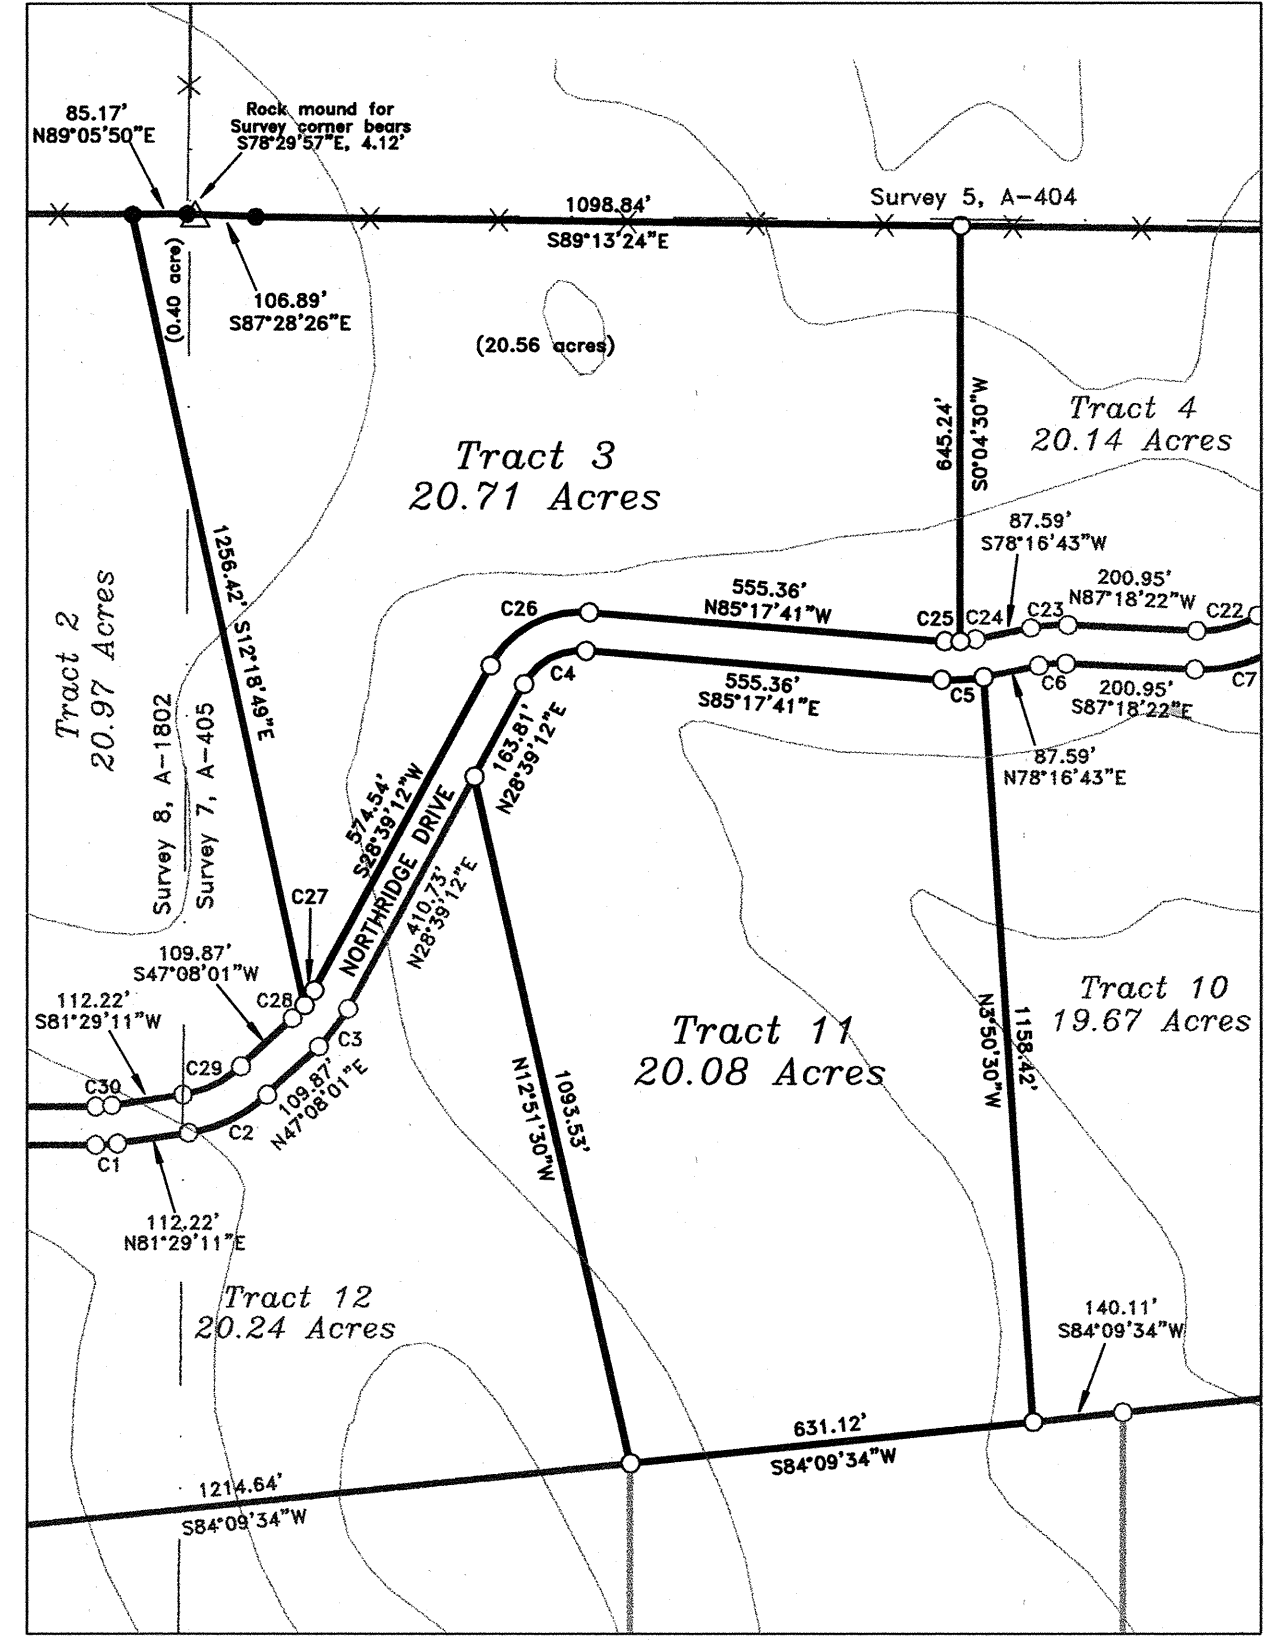 85.17'
N89°05'50"E
Rock mound for
Survey corner bears
S78°29'57"E, 4.12'
1098.84'
S89°13'24"E
Survey 5, A-404
(0.40 acre)
106.89'
S87°28'26"E
(20.56 acres)
645.24'
S0°04'30"W
Tract 4
20.14 Acres
Tract 3
20.71 Acres
1256.42' S12°18'49"E
87.59'
S78°16'43"W
Tract 2
20.97 Acres
555.36'
N85°17'41"W
200.95'
N87°18'22"W
C26
C25
C24
C23
C22
C4
555.36'
S85°17'41"E
C5
C6
200.95'
S87°18'22"E
C7
Survey 8, A-1802
Survey 7, A-405
163.81'
N28°39'12"E
87.59'
N78°16'43"E
574.54'
S28°39'12"W
NORTHRIDGE DRIVE
410.73'
N28°39'12"E
C27
109.87'
S47°08'01"W
112.22'
S81°29'11"W
C28
C3
Tract 10
19.67 Acres
Tract 11
20.08 Acres
N3°50'30"W
1158.42'
C29
C30
109.87'
N47°08'01"E
C2
C1
N12°51'30"W
1093.53'
112.22'
N81°29'11"E
Tract 12
20.24 Acres
140.11'
S84°09'34"W
631.12'
S84°09'34"W
1214.64'
S84°09'34"W